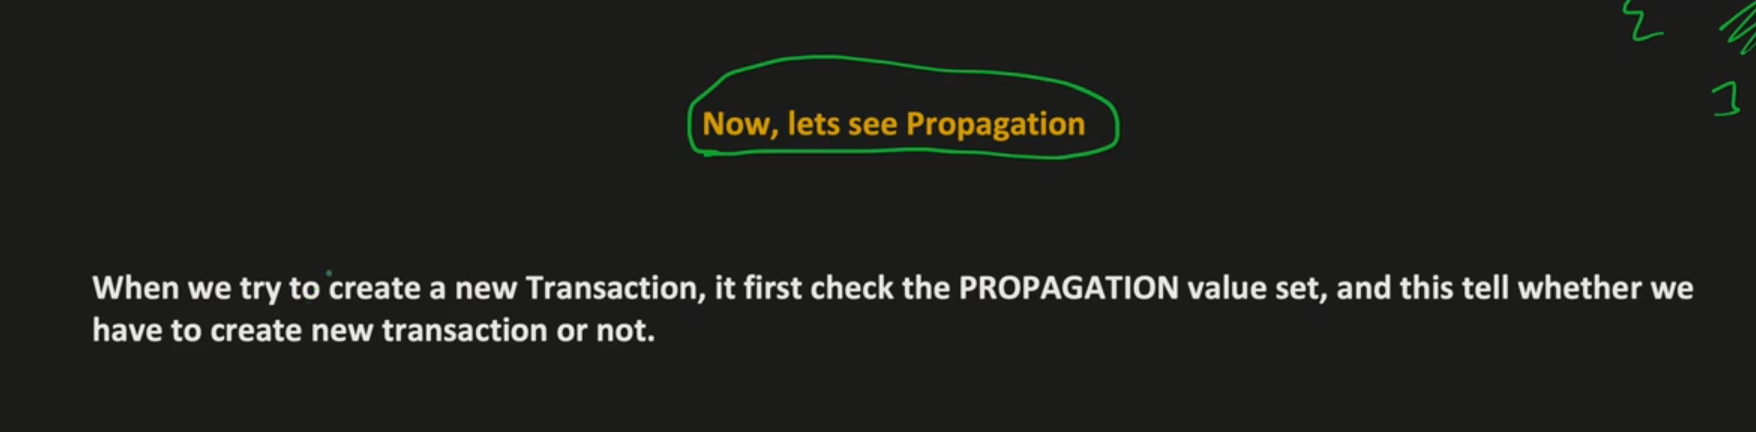 Now, lets see Propagation
When we try to create a new Transaction, it first check the PROPAGATION value set, and this tell whether we
have to create new transaction or not.